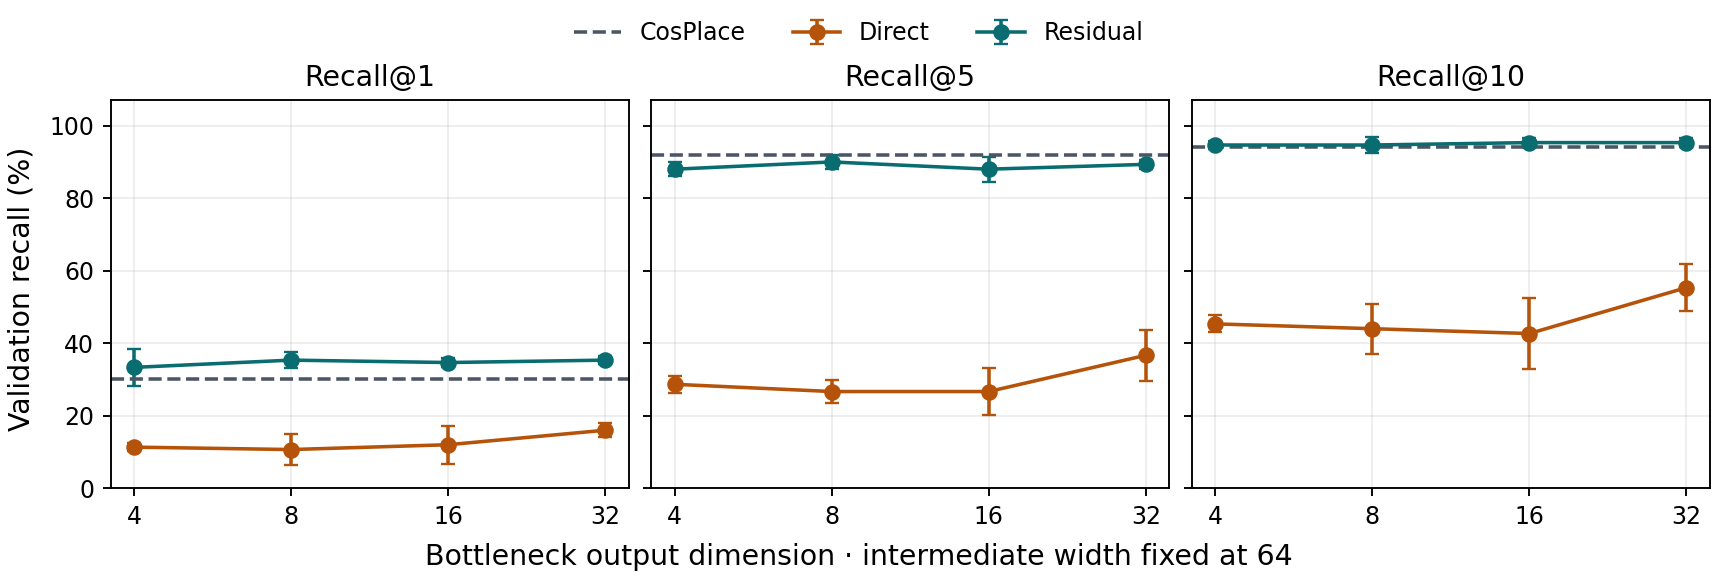 CosPlace Direct Residual
Recall@1 Recall@5 Recall@10
Validation recall (%)
100
80
60
40
20
0
4 8 16 32 4 8 16 32 4 8 16 32
Bottleneck output dimension · intermediate width fixed at 64